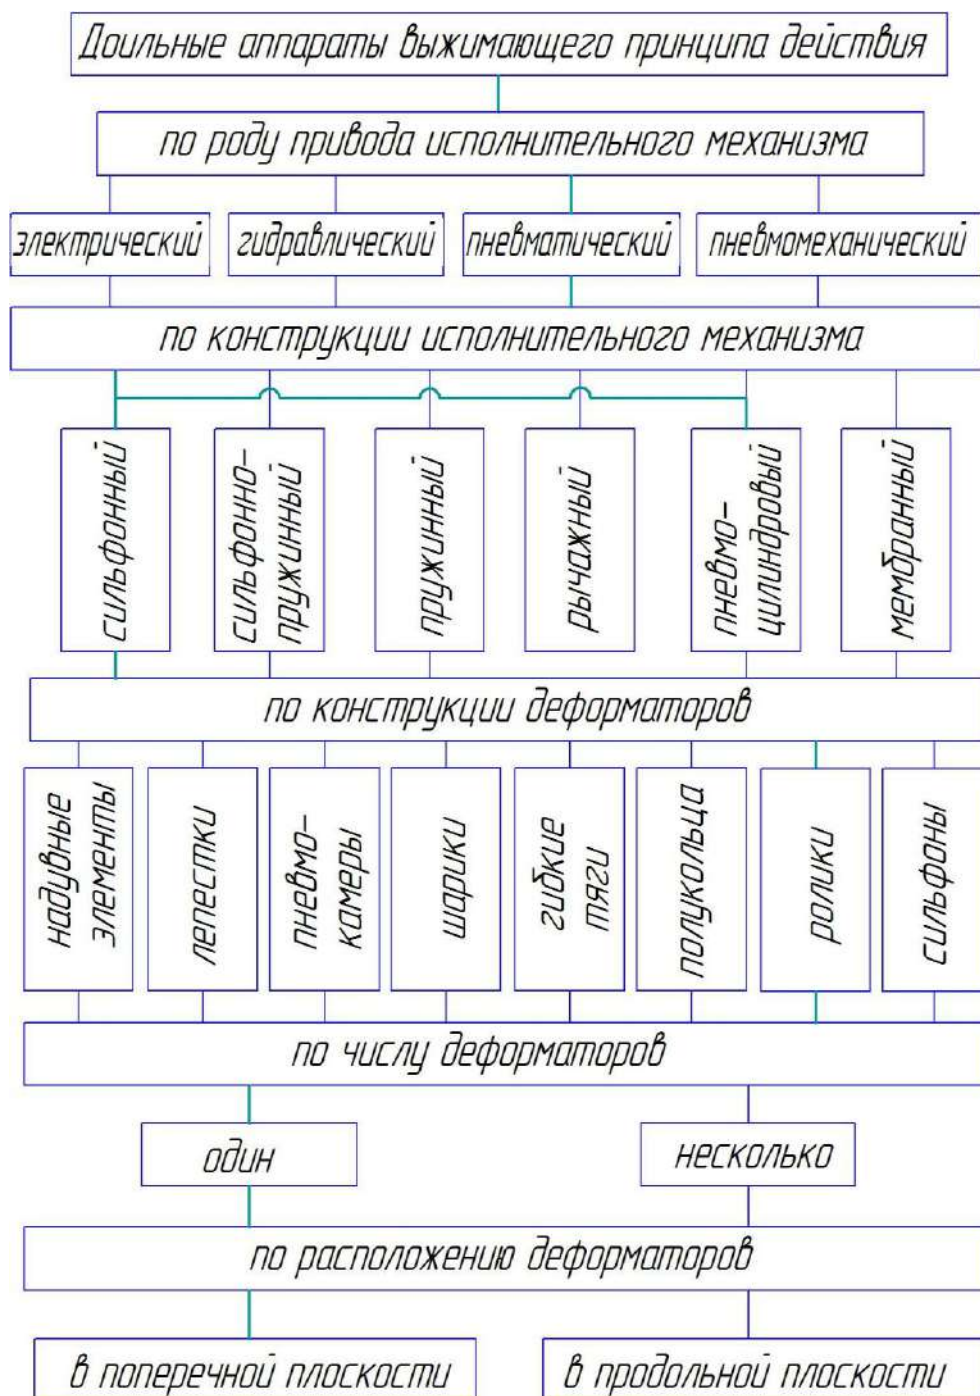 Доильные аппараты выжимающего принципа действия
по роду привода исполнительного механизма
электрический
гидравлический
пневматический
пневмомеханический
по конструкции исполнительного механизма
сильфонный
сильфонно-
пружинный
пружинный
рычажный
пневмо-
цилиндровый
мембранный
по конструкции деформаторов
надувные
элементы
лепестки
пневмо-
камеры
шарики
гибкие
тяги
полукольца
ролики
сильфоны
по числу деформаторов
один
несколько
по расположению деформаторов
в поперечной плоскости
в продольной плоскости